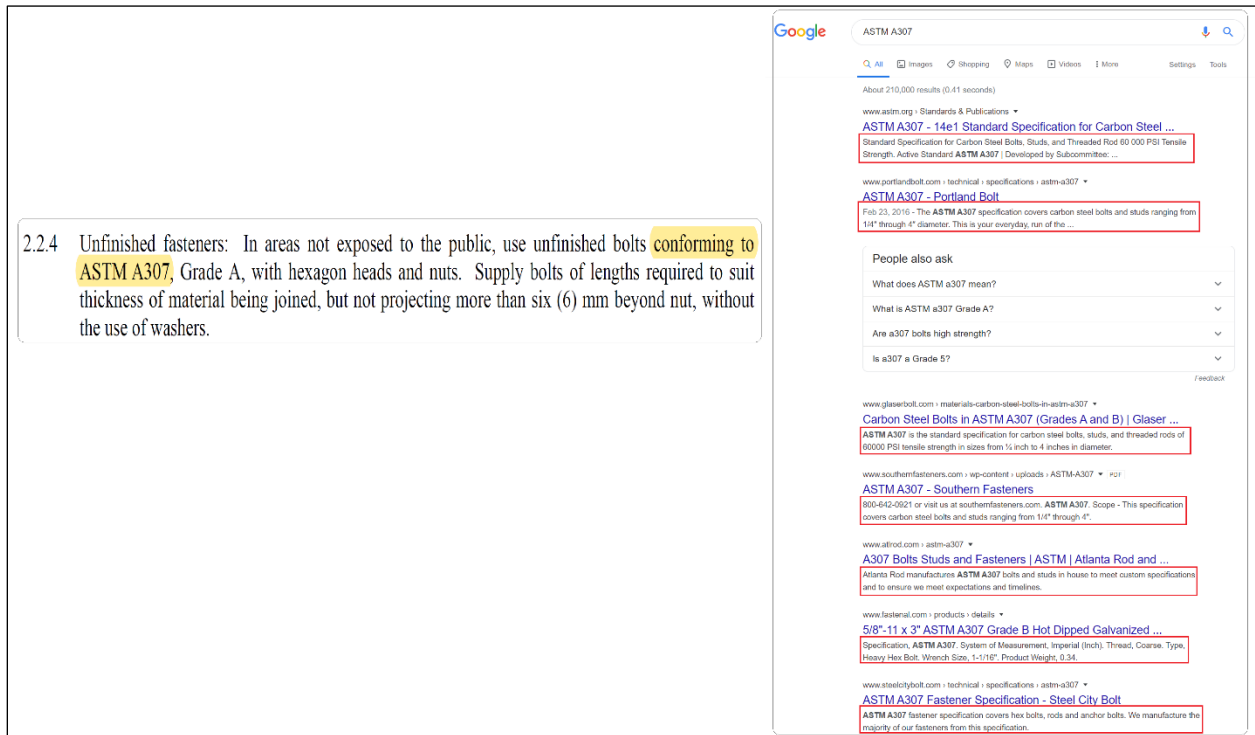 2.2.4 Unfinished fasteners: In areas not exposed to the public, use unfinished bolts conforming to
ASTM A307, Grade A, with hexagon heads and nuts. Supply bolts of lengths required to suit
thickness of material being joined, but not projecting more than six (6) mm beyond nut, without
the use of washers.
Google
ASTM A307
All Images Shopping Maps Videos More Settings Tools
About 210,000 results (0.41 seconds)
www.astm.org › Standards & Publications
ASTM A307 - 14e1 Standard Specification for Carbon Steel ...
Standard Specification for Carbon Steel Bolts, Studs, and Threaded Rod 60 000 PSI Tensile
Strength. Active Standard ASTM A307 | Developed by Subcommittee: ...
www.portlandbolt.com › technical › specifications › astm-a307
ASTM A307 - Portland Bolt
Feb 23, 2016 - The ASTM A307 specification covers carbon steel bolts and studs ranging from
1/4" through 4" diameter. This is your everyday, run of the ...
People also ask
What does ASTM a307 mean?
What is ASTM a307 Grade A?
Are a307 bolts high strength?
Is a307 a Grade 5?
Feedback
www.glaserbolt.com › materials-carbon-steel-bolts-in-astm-a307
Carbon Steel Bolts in ASTM A307 (Grades A and B) | Glaser ...
ASTM A307 is the standard specification for carbon steel bolts, studs, and threaded rods of
60000 PSI tensile strength in sizes from ¼ inch to 4 inches in diameter.
www.southernfasteners.com › wp-content › uploads › ASTM-A307 PDF
ASTM A307 - Southern Fasteners
800-642-0921 or visit us at southernfasteners.com. ASTM A307. Scope - This specification
covers carbon steel bolts and studs ranging from 1/4" through 4".
www.atlrod.com › astm-a307
A307 Bolts Studs and Fasteners | ASTM | Atlanta Rod and ...
Atlanta Rod manufactures ASTM A307 bolts and studs in house to meet custom specifications
and to ensure we meet expectations and timelines.
www.fastenal.com › products › details
5/8"-11 x 3" ASTM A307 Grade B Hot Dipped Galvanized ...
Specification, ASTM A307. System of Measurement, Imperial (Inch). Thread, Coarse. Type,
Heavy Hex Bolt. Wrench Size, 1-1/16". Product Weight, 0.34.
www.steelcitybolt.com › technical › specifications › astm-a307
ASTM A307 Fastener Specification - Steel City Bolt
ASTM A307 fastener specification covers hex bolts, rods and anchor bolts. We manufacture the
majority of our fasteners from this specification.